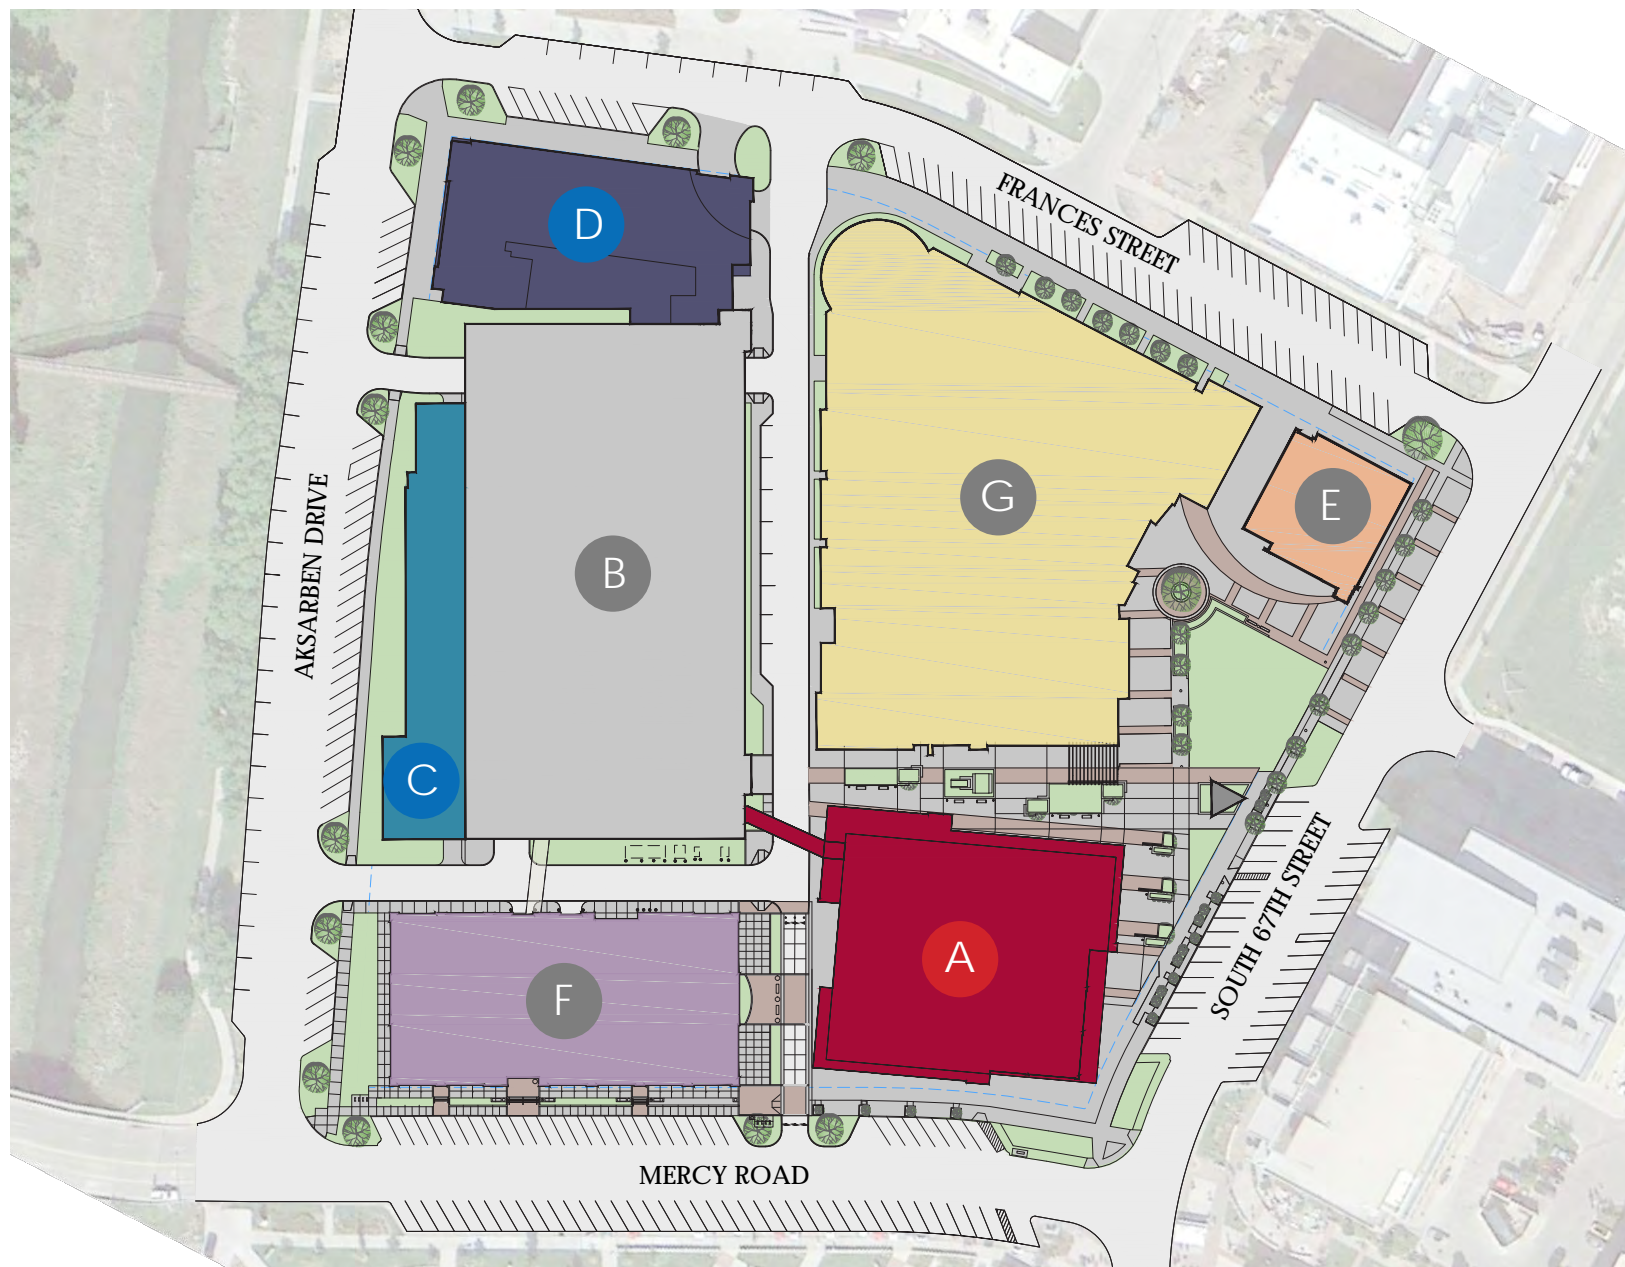 D
FRANCES STREET
G
E
AKSARBEN DRIVE
B
C
SOUTH 67TH STREET
A
F
MERCY ROAD